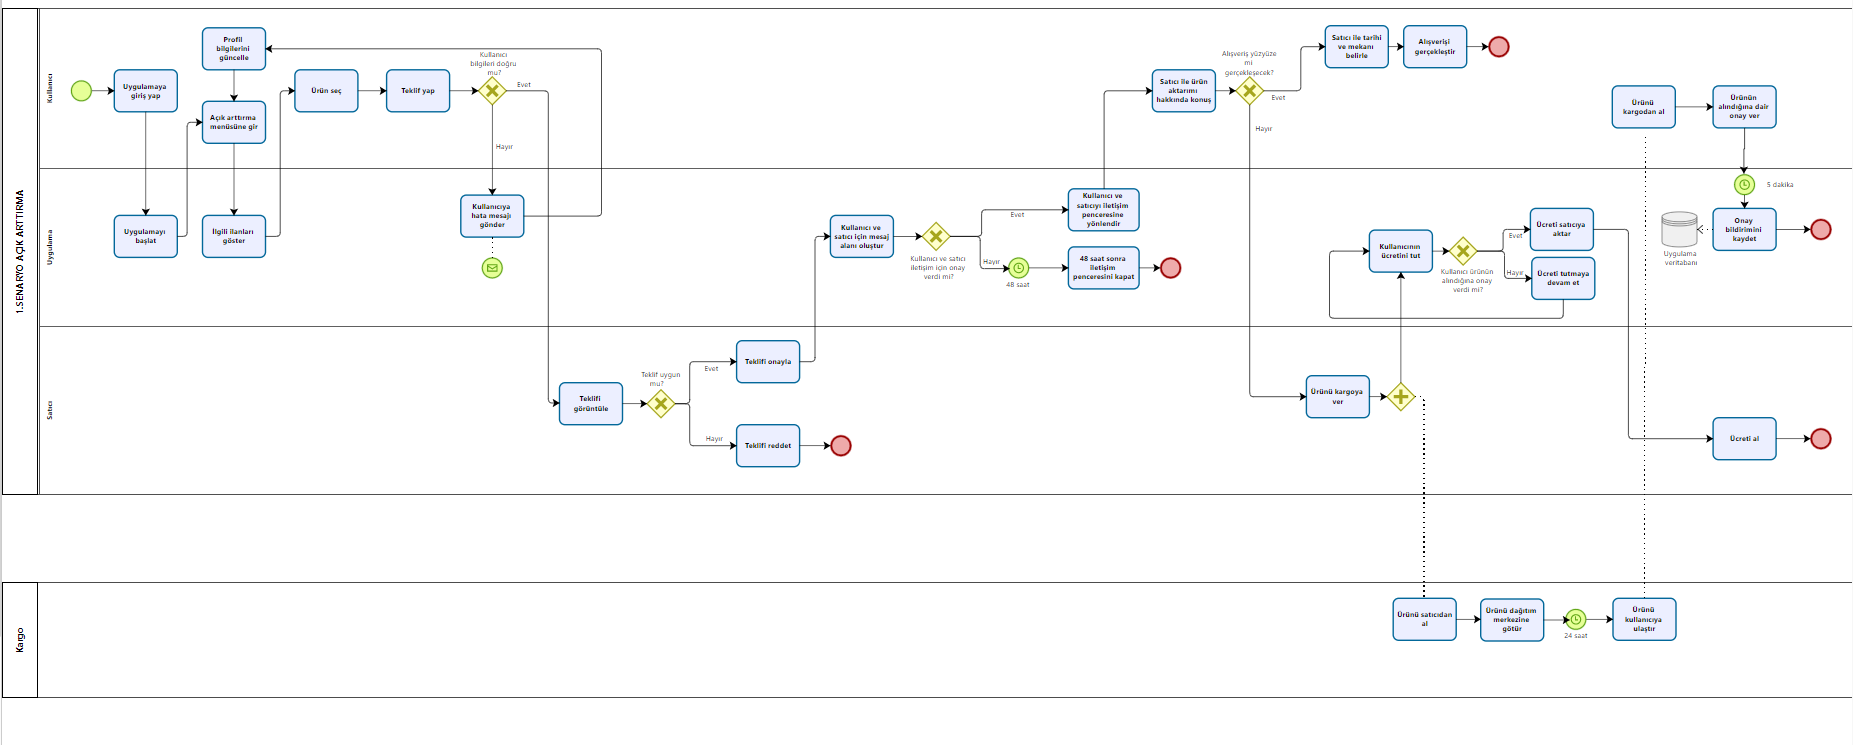 1.SENARYO AÇIK ARTTIRMA
Kullanıcı
Uygulamaya
giriş yap
Profil
bilgilerini
güncelle
Açık arttırma
menüsüne gir
Ürün seç
Teklif yap
Kullanıcı
bilgileri doğru
mu?
Evet
Hayır
Satıcı ile ürün
aktarımı
hakkında konuş
Alışveriş yüzyüze
mi
gerçekleşecek?
Evet
Hayır
Satıcı ile tarihi
ve mekanı
belirle
Alışverişi
gerçekleştir
Ürünü
kargodan al
Ürünün
alındığına dair
onay ver
Uygulama
Uygulamayı
başlat
İlgili ilanları
göster
Kullanıcıya
hata mesajı
gönder
Kullanıcı ve
satıcı için mesaj
alanı oluştur
Kullanıcı ve satıcı
iletişim için onay
verdi mi?
Evet
Hayır
48 saat
Kullanıcı ve
satıcıyı iletişim
penceresine
yönlendir
48 saat sonra
iletişim
penceresini kapat
Kullanıcının
ücretini tut
Kullanıcı ürünün
alındığına onay
verdi mi?
Evet
Hayır
Ücreti satıcıya
aktar
Ücreti tutmaya
devam et
5 dakika
Uygulama
veritabanı
Onay
bildirimini
kaydet
Satıcı
Teklifi
görüntüle
Teklif uygun
mu?
Evet
Hayır
Teklifi onayla
Teklifi reddet
Ürünü kargoya
ver
Ücreti al
Kargo
Ürünü satıcıdan
al
Ürünü dağıtım
merkezine
götür
24 saat
Ürünü
kullanıcıya
ulaştır